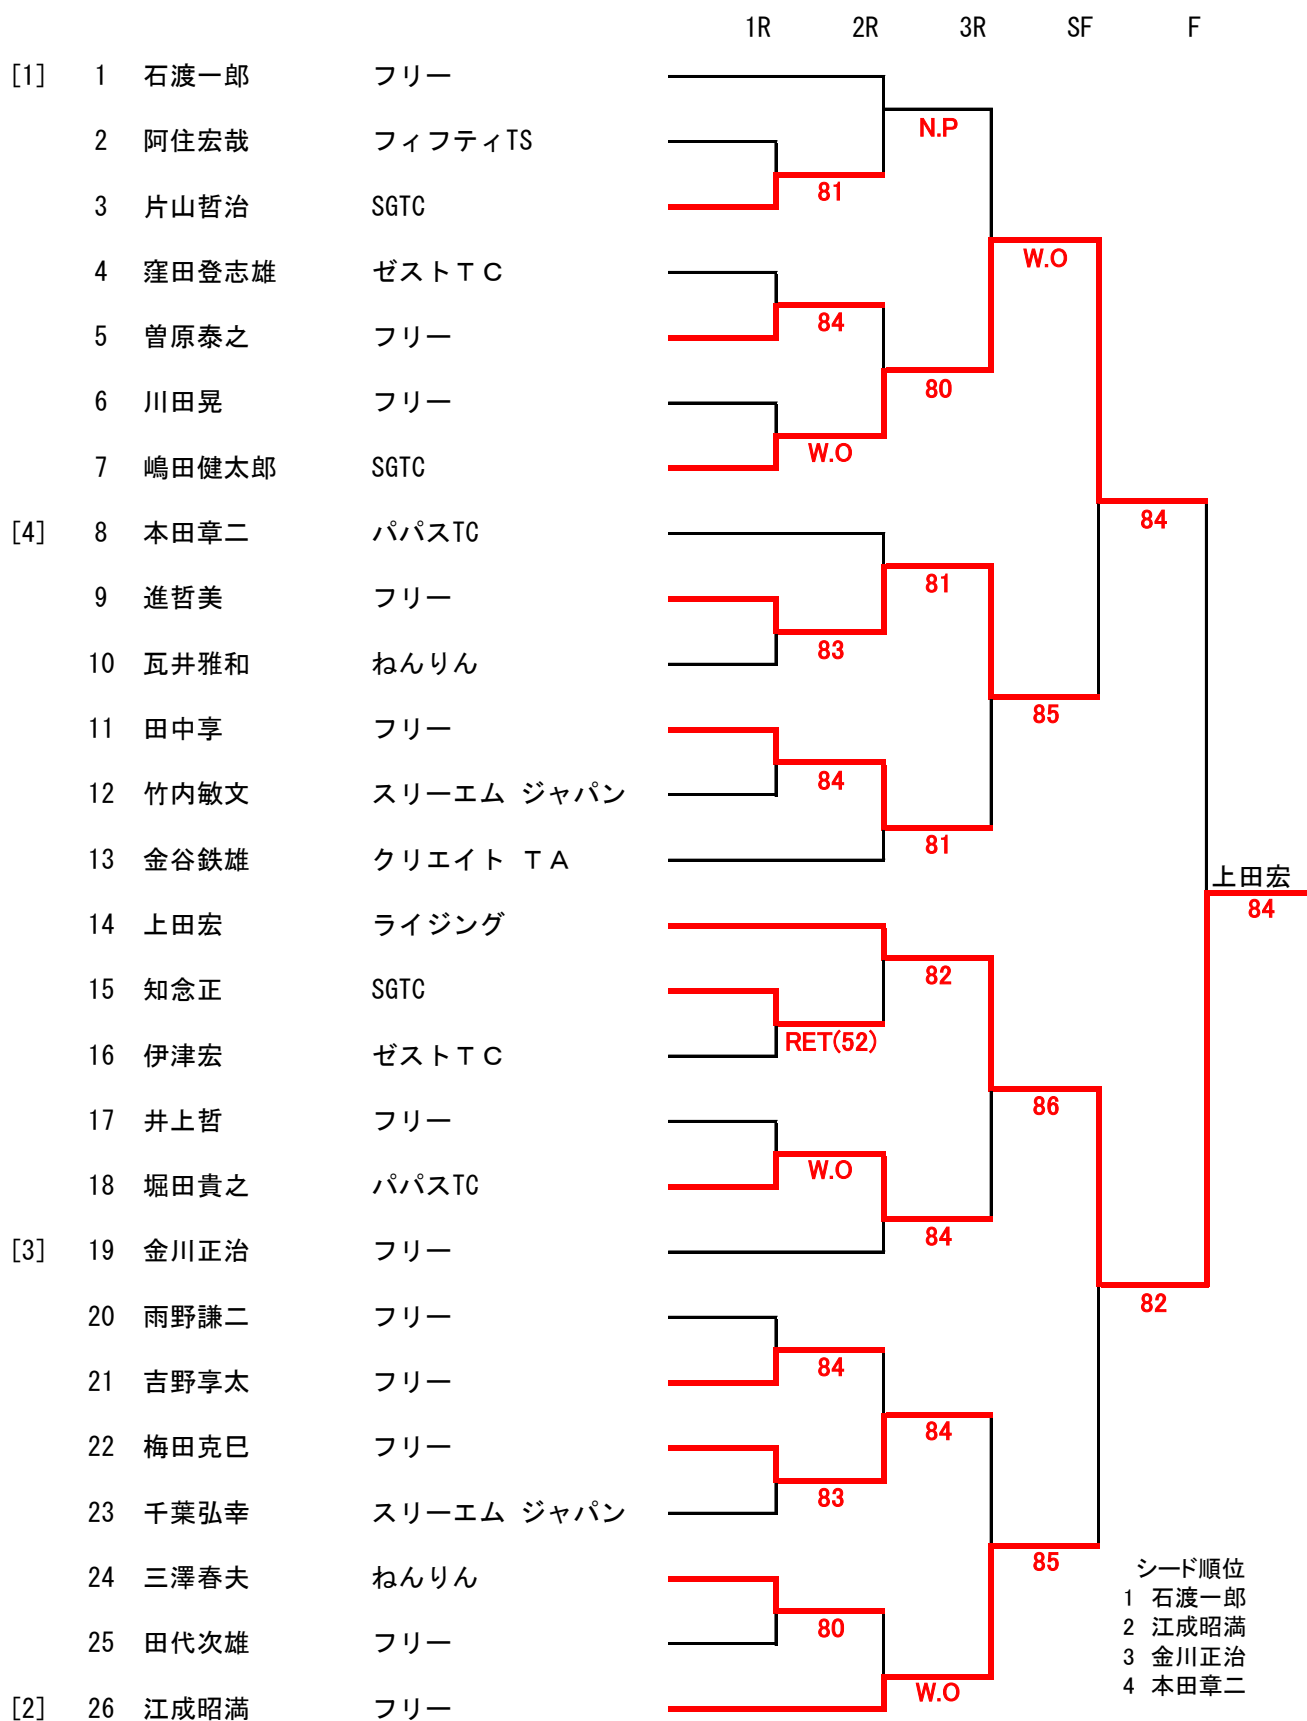 1R 2R 3R SF F
[1] 1 石渡一郎 フリー
N.P
2 阿住宏哉 フィフティTS
81
3 片山哲治 SGTC
W.O
4 窪田登志雄 ゼストＴＣ
84
5 曽原泰之 フリー
80
6 川田晃 フリー
W.O
7 嶋田健太郎 SGTC
84
[4] 8 本田章二 パパスTC
81
9 進哲美 フリー
83
10 瓦井雅和 ねんりん
85
11 田中享 フリー
84
12 竹内敏文 スリーエム ジャパン
81
13 金谷鉄雄 クリエイト ＴＡ
上田宏
84
14 上田宏 ライジング
82
15 知念正 SGTC
RET(52)
16 伊津宏 ゼストＴＣ
86
17 井上哲 フリー
W.O
18 堀田貴之 パパスTC
84
[3] 19 金川正治 フリー
82
20 雨野謙二 フリー
84
21 吉野享太 フリー
84
22 梅田克巳 フリー
83
23 千葉弘幸 スリーエム ジャパン
85
24 三澤春夫 ねんりん
80
25 田代次雄 フリー
W.O
[2] 26 江成昭満 フリー
シード順位
1 石渡一郎
2 江成昭満
3 金川正治
4 本田章二